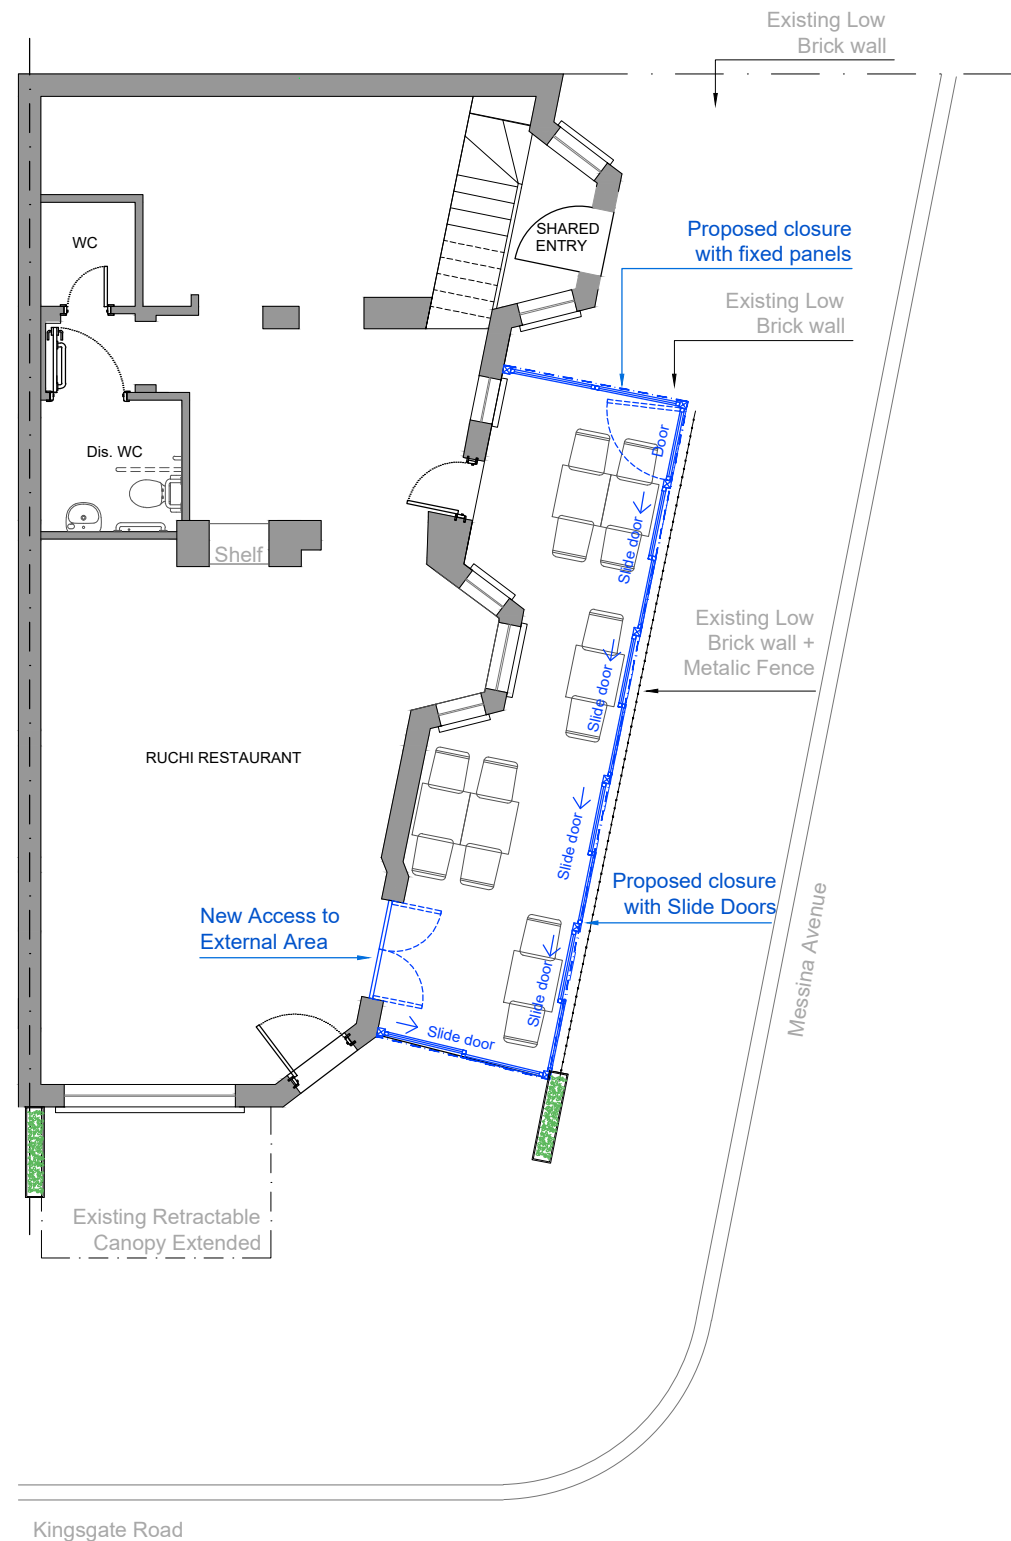 Existing Low
Brick wall
SHARED
ENTRY
WC
Proposed closure
with fixed panels
Existing Low
Brick wall
Door
Dis. WC
Slide door
Shelf
Existing Low
Brick wall +
Metalic Fence
Slide door
RUCHI RESTAURANT
Slide door
Proposed closure
with Slide Doors
New Access to
External Area
Messina Avenue
Slide door
Slide door
Existing Retractable
Canopy Extended
Kingsgate Road